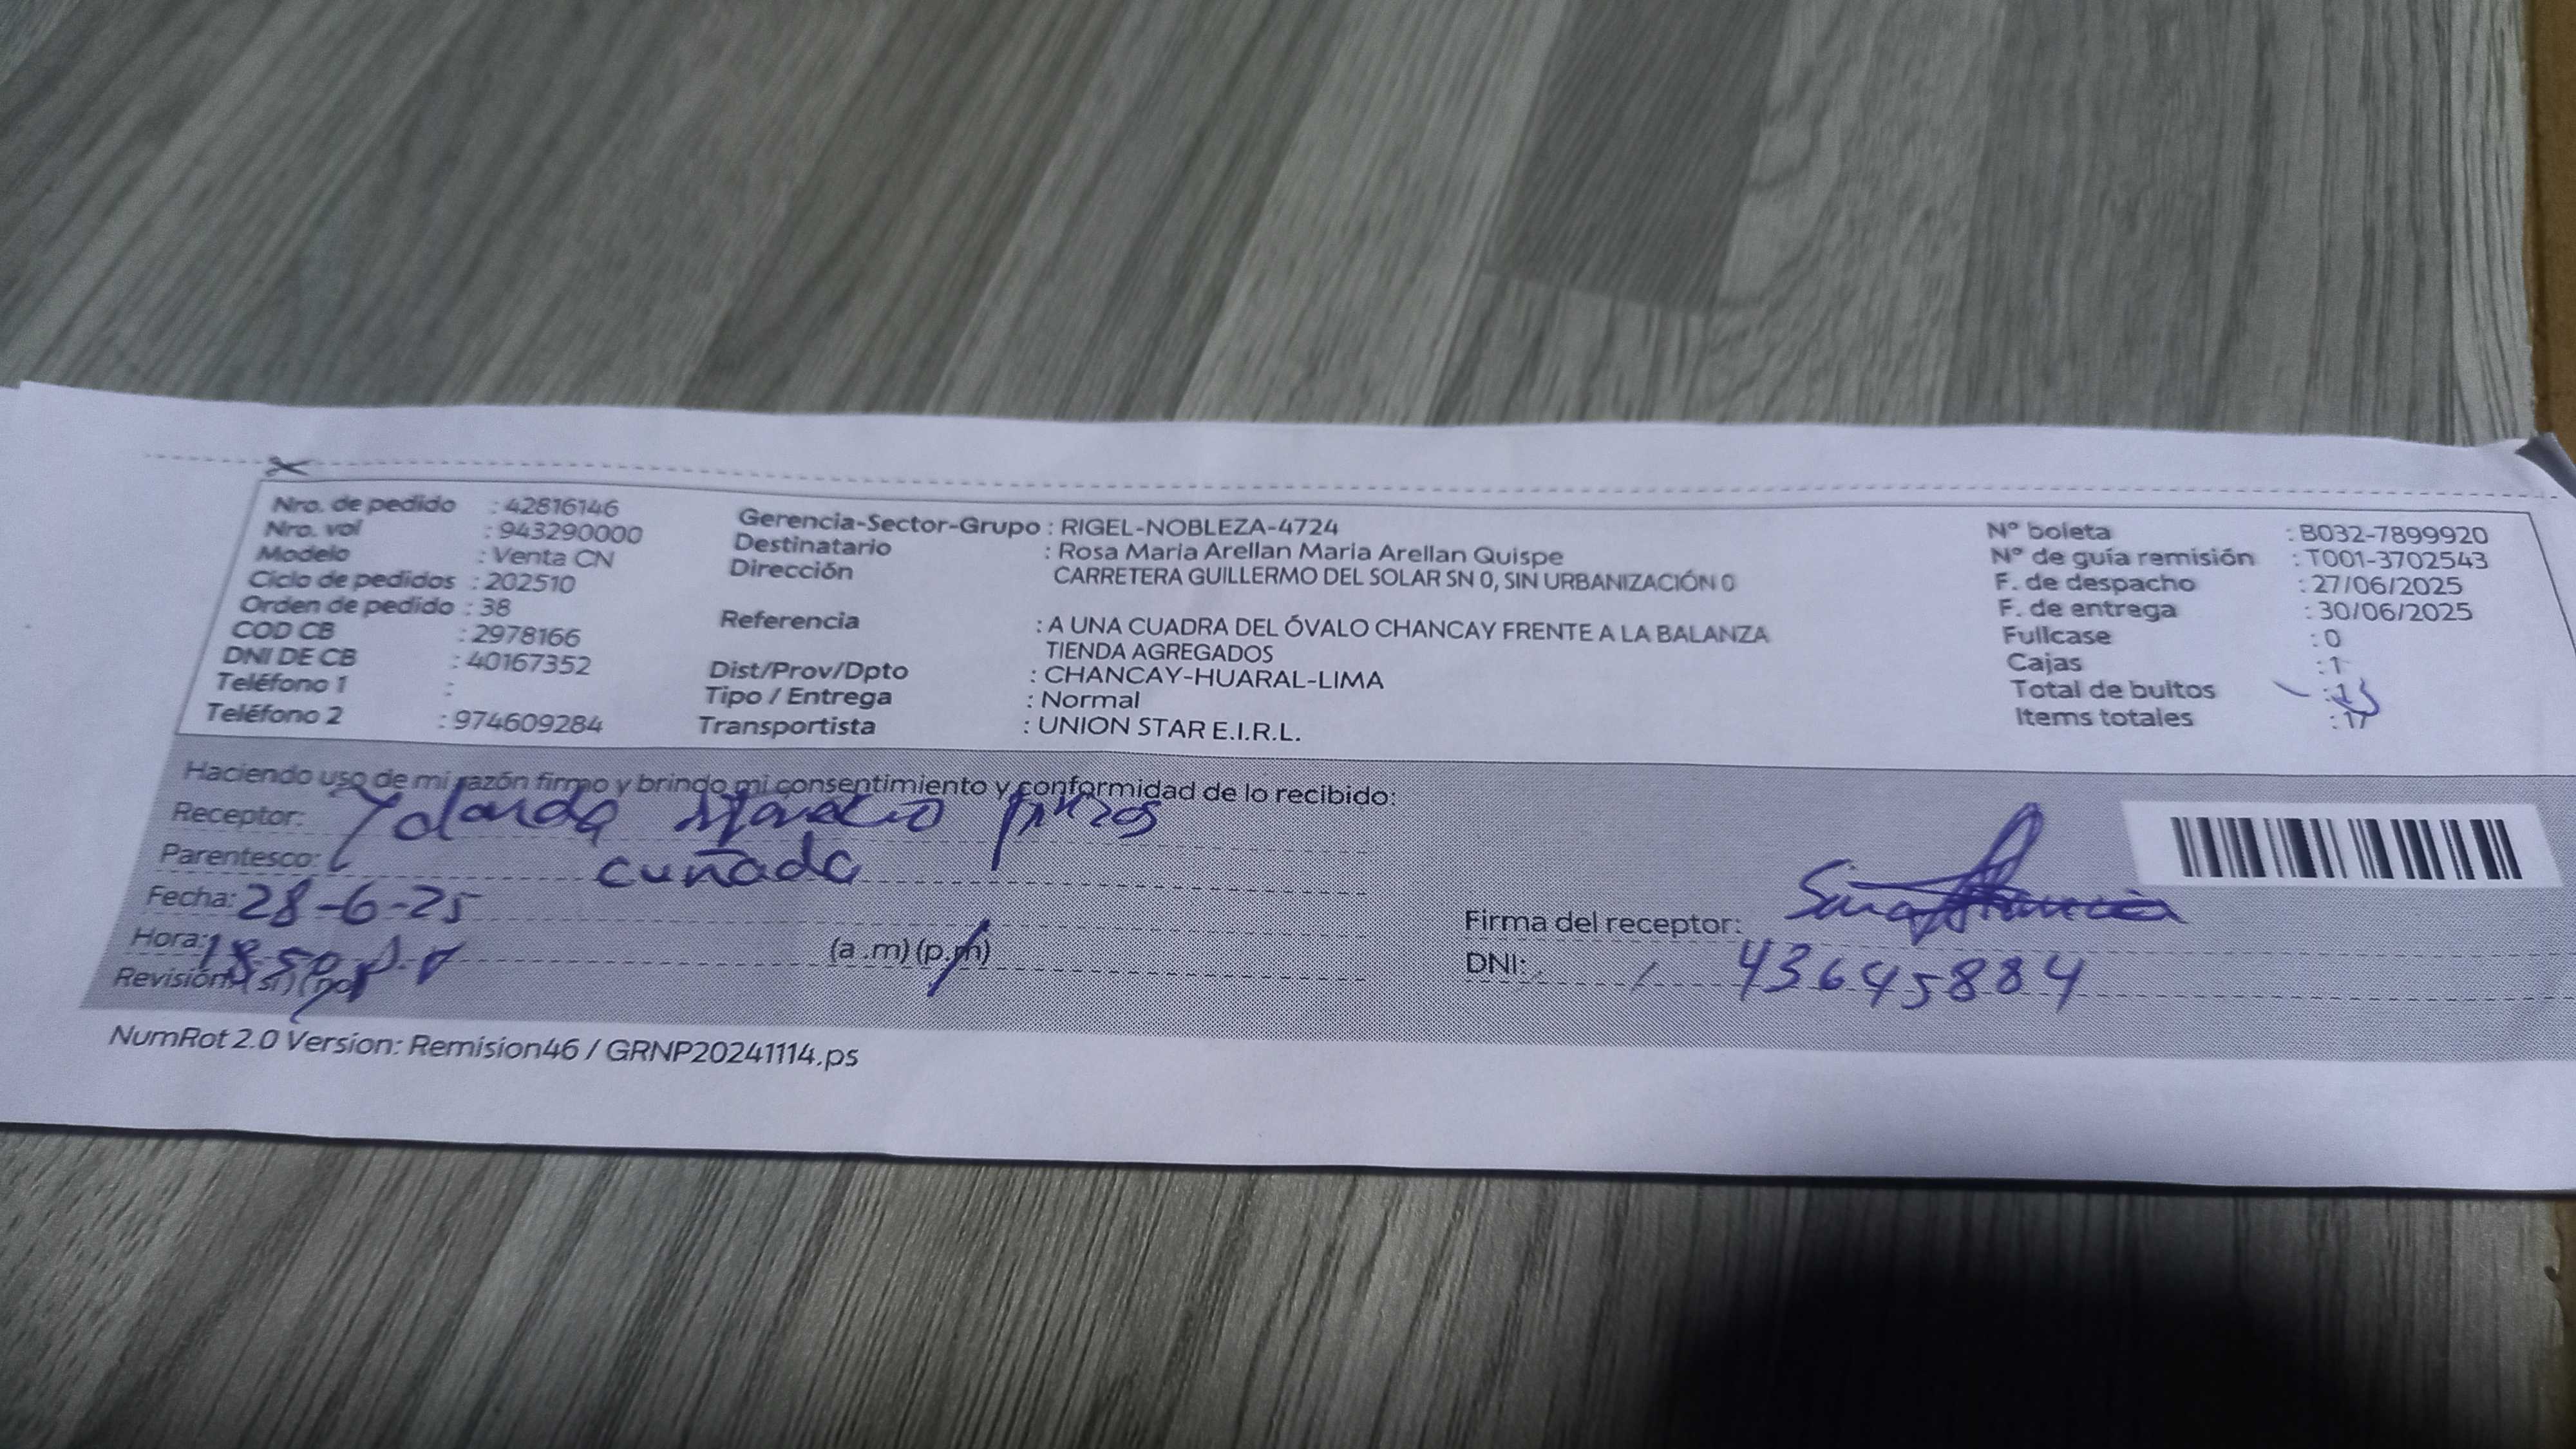 Nro. de pedido : 42816146
Nro. vol : 943290000
Modelo : Venta CN
Ciclo de pedidos : 202510
Orden de pedido : 38
COD CB : 2978166
DNI DE CB : 40167352
Teléfono 1 :
Teléfono 2 : 974609284
Gerencia-Sector-Grupo : RIGEL-NOBLEZA-4724
Destinatario : Rosa Maria Arellan Maria Arellan Quispe
Dirección CARRETERA GUILLERMO DEL SOLAR SN 0, SIN URBANIZACIÓN 0
Referencia : A UNA CUADRA DEL ÓVALO CHANCAY FRENTE A LA BALANZA
TIENDA AGREGADOS
Dist/Prov/Dpto : CHANCAY-HUARAL-LIMA
Tipo / Entrega : Normal
Transportista : UNION STAR E.I.R.L.
N° boleta : B032-7899920
N° de guía remisión : T001-3702543
F. de despacho : 27/06/2025
F. de entrega : 30/06/2025
Fullcase : 0
Cajas : 1
Total de bultos : 1
Items totales : 17
Haciendo uso de mi razón firmo y brindo mi consentimiento y conformidad de lo recibido:
Receptor: Yolanda
Parentesco: cuñada
Fecha: 28-6-25
Hora: 18:50 (a .m) (p.m)
Revisión: (si) (no)
Firma del receptor:
DNI: 43645884
NumRot 2.0 Version: Remision46 / GRNP20241114.ps